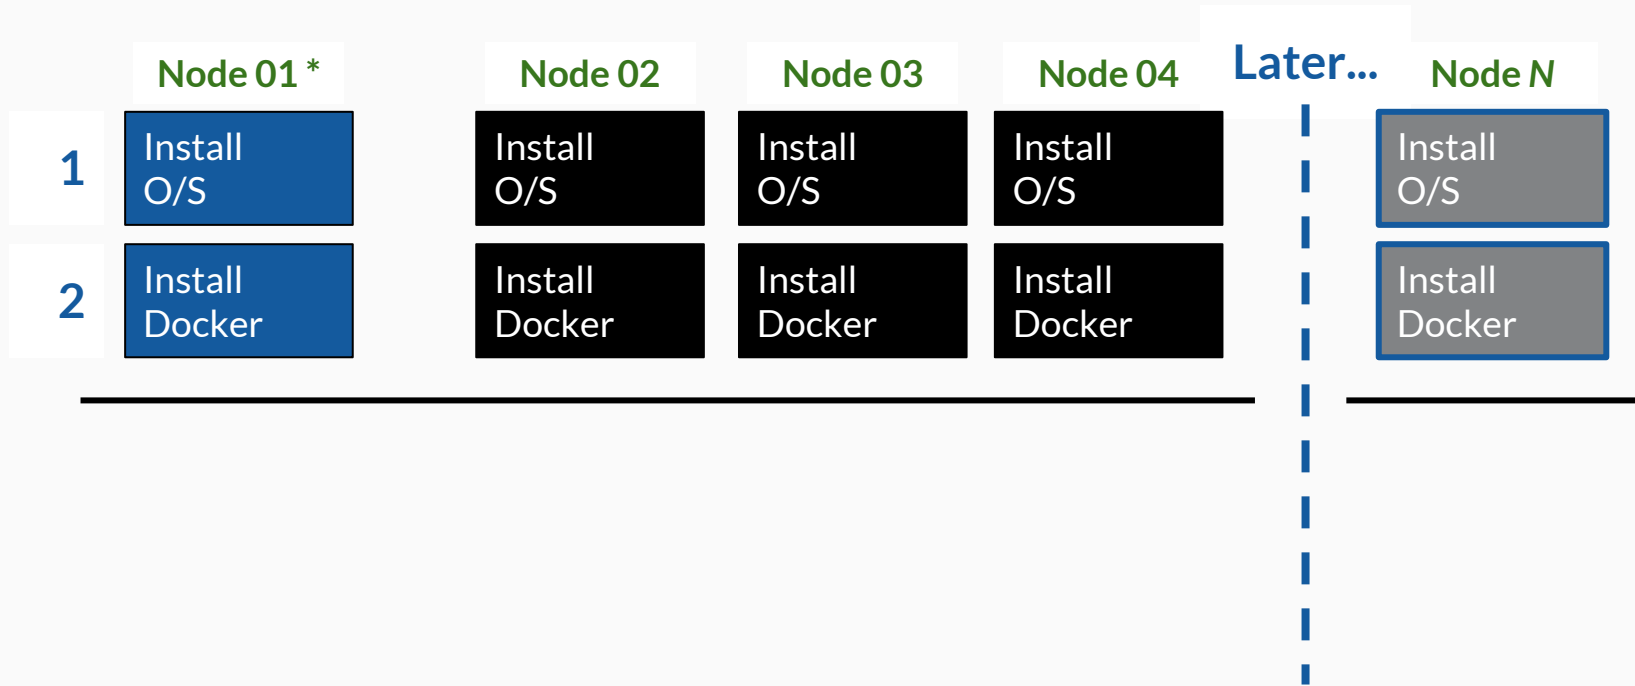 Later...
Node 01 *
Node 02
Node 03
Node 04
Node N
1
Install
O/S
Install
O/S
Install
O/S
Install
O/S
Install
O/S
2
Install
Docker
Install
Docker
Install
Docker
Install
Docker
Install
Docker